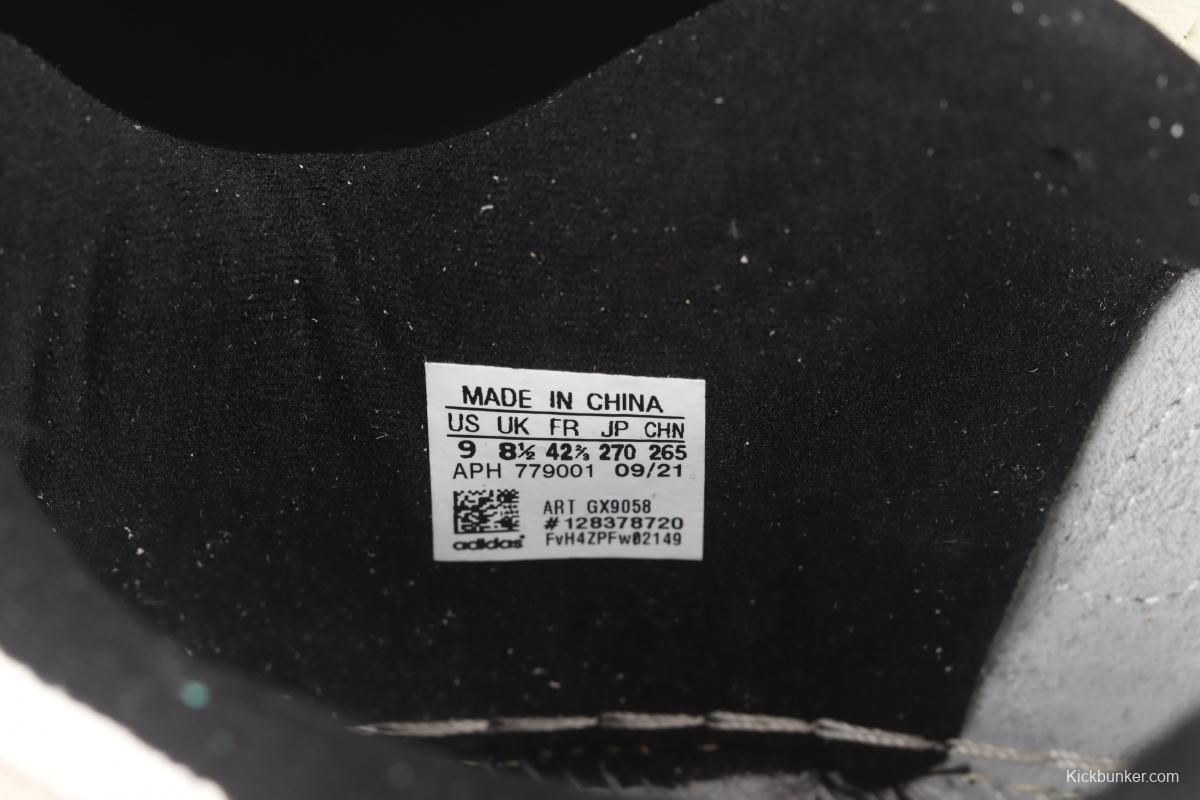 MADE IN CHINA
US UK FR JP CHN
9 8½ 42⅔ 270 265
APH 779001 09/21
ART GX9058
#128378720
adidas FvH4ZPFw02149
Kickbunker.com